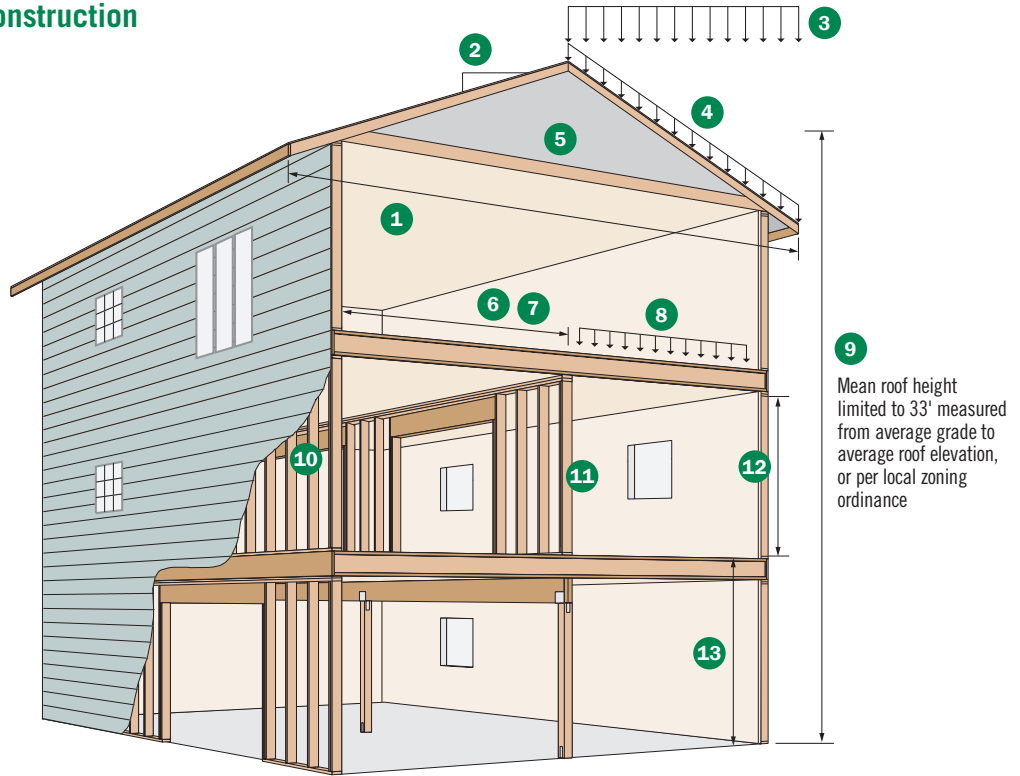 onstruction
3
2
4
5
1
6 7
8
9
Mean roof height
limited to 33' measured
from average grade to
average roof elevation,
or per local zoning
ordinance
10
11
12
13